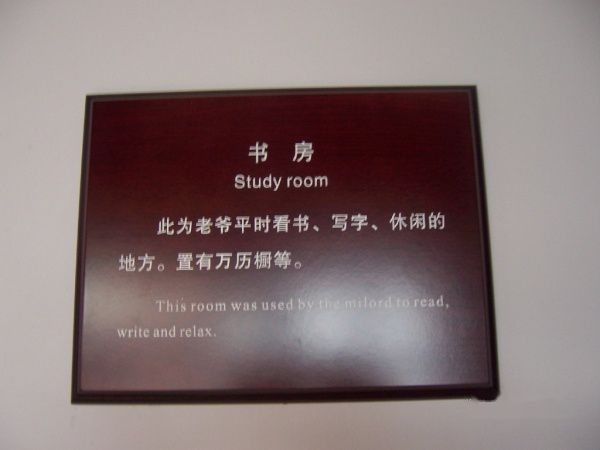 书 房
Study room
此为老爷平时看书、写字、休闲的
地方。置有万历橱等。
This room was used by the milord to read,
write and relax.